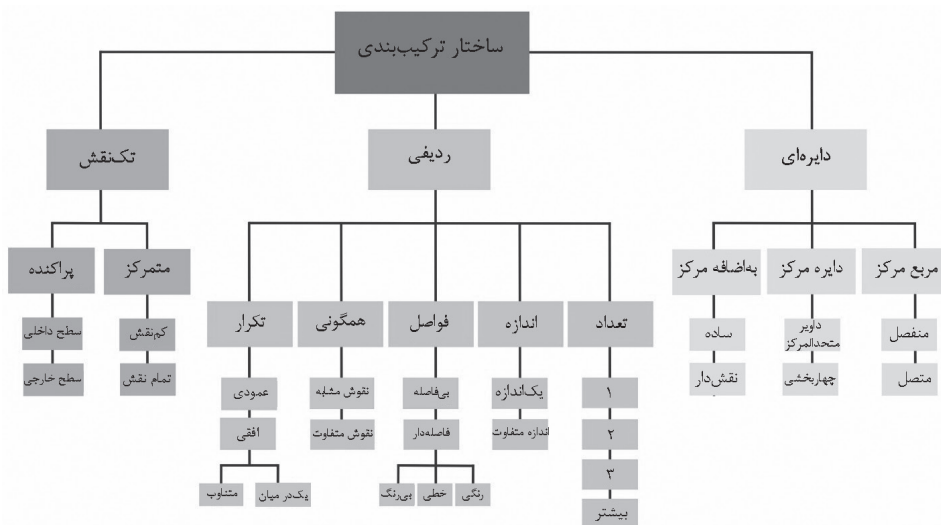 ساختار ترکیب‌بندی
دایره‌ای
ردیفی
تک‌نقش
مربع مرکز
دایره مرکز
به‌اضافه مرکز
متمرکز
پراکنده
منفصل
متصل
داویر
متحدالمرکز
چهاربخشی
ساده
نقش‌دار
تعداد
اندازه
فواصل
همگونی
تکرار
۱
۲
۳
بیشتر
یک‌اندازه
اندازه متفاوت
بی‌فاصله
فاصله‌دار
رنگی
خطی
بی‌رنگ
نقوش مشابه
نقوش متفاوت
عمودی
افقی
یک‌در میان
متناوب
کم‌نقش
تمام نقش
سطح داخلی
سطح خارجی